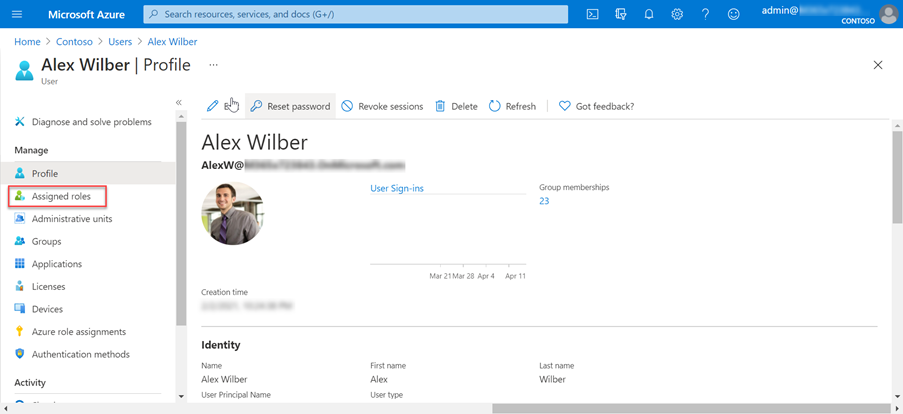 Microsoft Azure
Search resources, services, and docs (G+/)
admin@
CONTOSO
Home > Contoso > Users > Alex Wilber
Alex Wilber | Profile ...
User
Diagnose and solve problems
Manage
Profile
Assigned roles
Administrative units
Groups
Applications
Licenses
Devices
Azure role assignments
Authentication methods
Activity
Reset password
Revoke sessions
Delete
Refresh
Got feedback?
Alex Wilber
AlexW@
User Sign-ins
Group memberships
23
Mar 21 Mar 28 Apr 4 Apr 11
Creation time
Identity
Name First name Last name
Alex Wilber Alex Wilber
User Principal Name User type